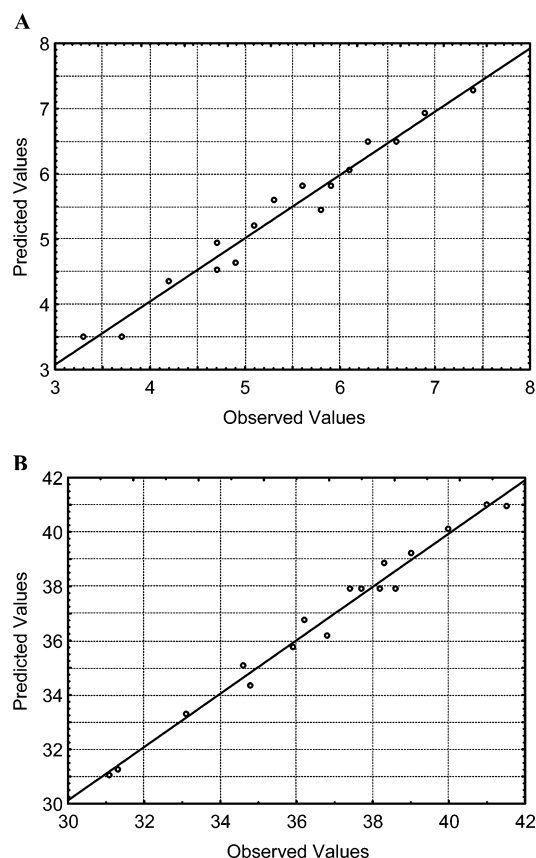 A
8
7
6
5
4
3
Predicted Values
3 4 5 6 7 8
Observed Values
B
42
40
38
36
34
32
30
Predicted Values
30 32 34 36 38 40 42
Observed Values